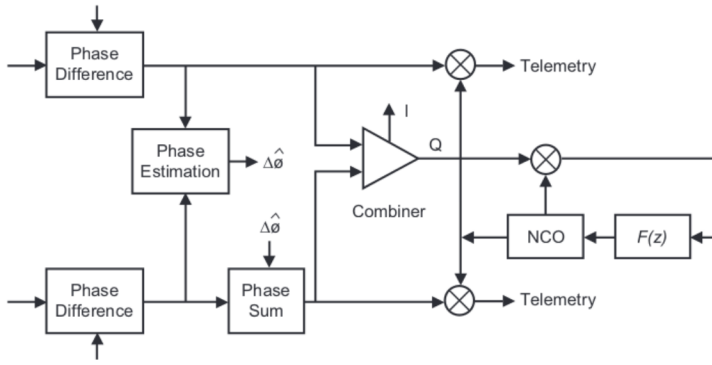 Phase
Difference
Telemetry
I
Phase
Estimation
Δø̂
Q
Combiner
Δø̂
NCO
F(z)
Phase
Difference
Phase
Sum
Telemetry